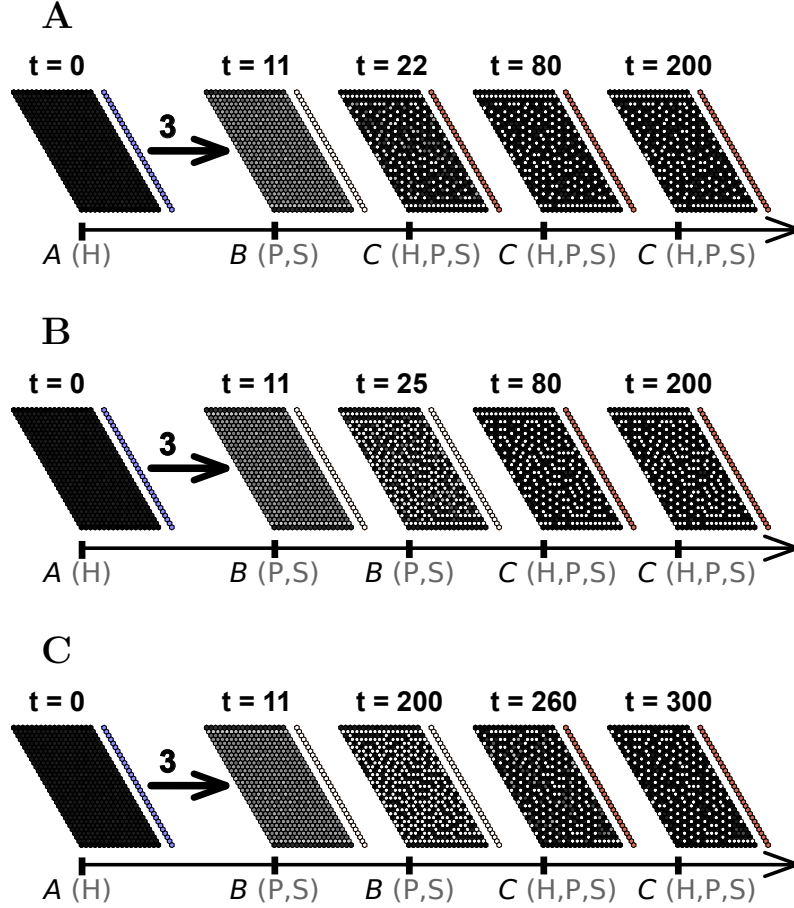 A
t = 0 t = 11 t = 22 t = 80 t = 200
3
A (H) B (P,S) C (H,P,S) C (H,P,S) C (H,P,S)
B
t = 0 t = 11 t = 25 t = 80 t = 200
3
A (H) B (P,S) B (P,S) C (H,P,S) C (H,P,S)
C
t = 0 t = 11 t = 200 t = 260 t = 300
3
A (H) B (P,S) B (P,S) C (H,P,S) C (H,P,S)